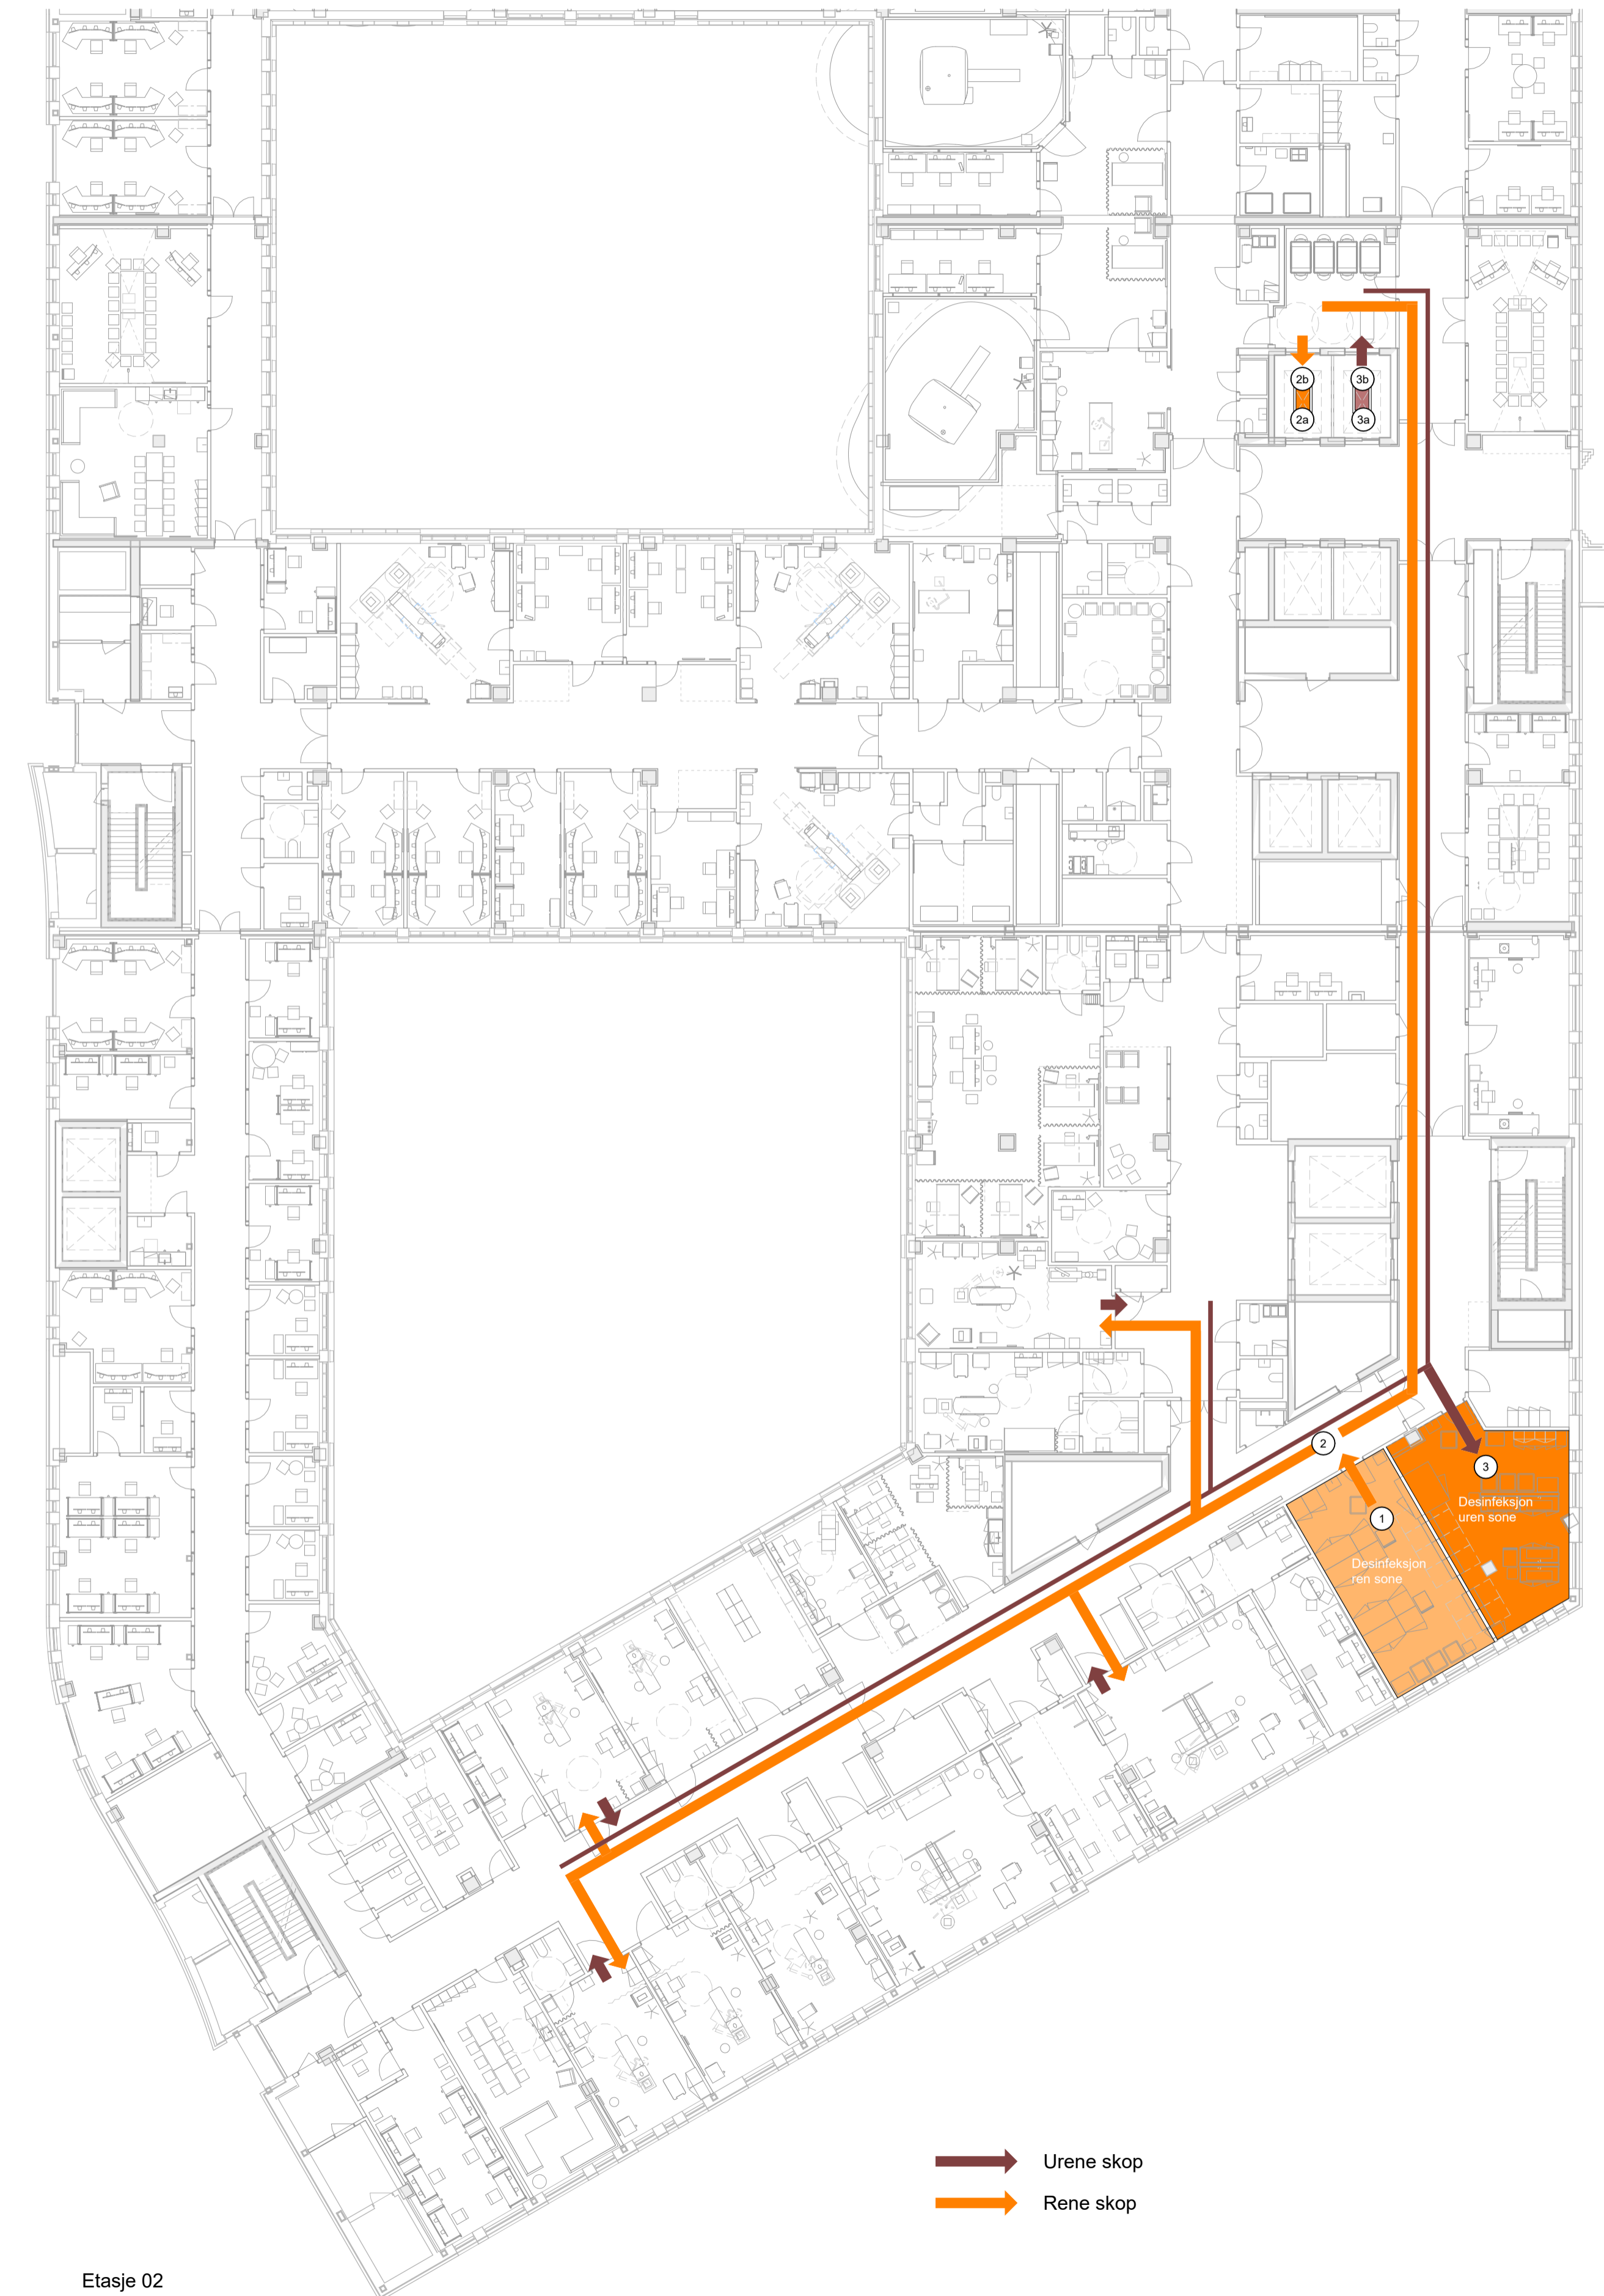 2b
3b
2a
3a
2
3
Desinfeksjon
uren sone
1
Desinfeksjon
ren sone
Urene skop
Rene skop
Etasje 02